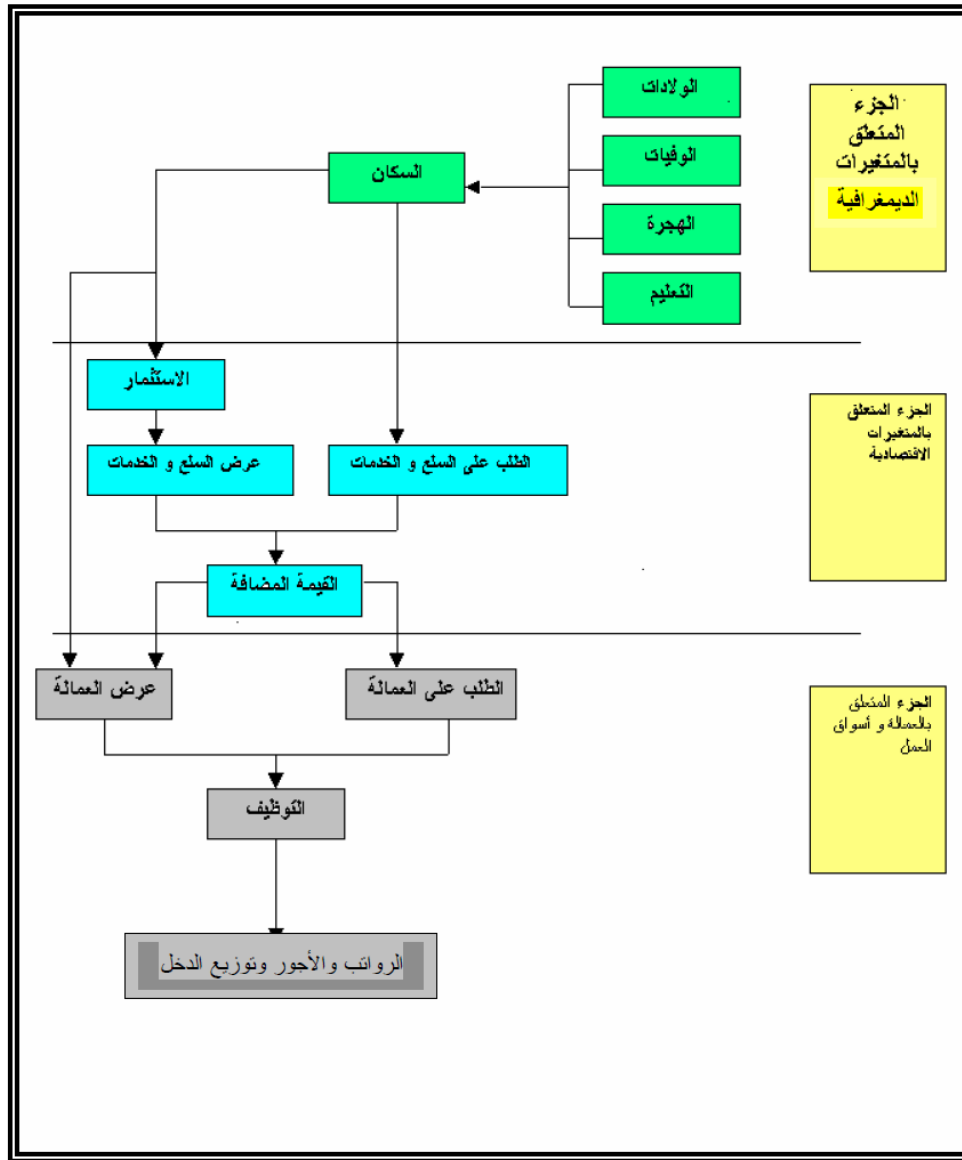 الولادات
الوفيات
الهجرة
التعليم
السكان
الجزء
المتعلق
بالمتغيرات
الديمغرافية
الاستثمار
عرض السلع و الخدمات
الطلب على السلع و الخدمات
القيمة المضافة
الجزء المتعلق
بالمتغيرات
الاقتصادية
عرض العمالة
الطلب على العمالة
التوظيف
الرواتب والأجور وتوزيع الدخل
الجزء المتعلق
بالعمالة و أسواق
العمل